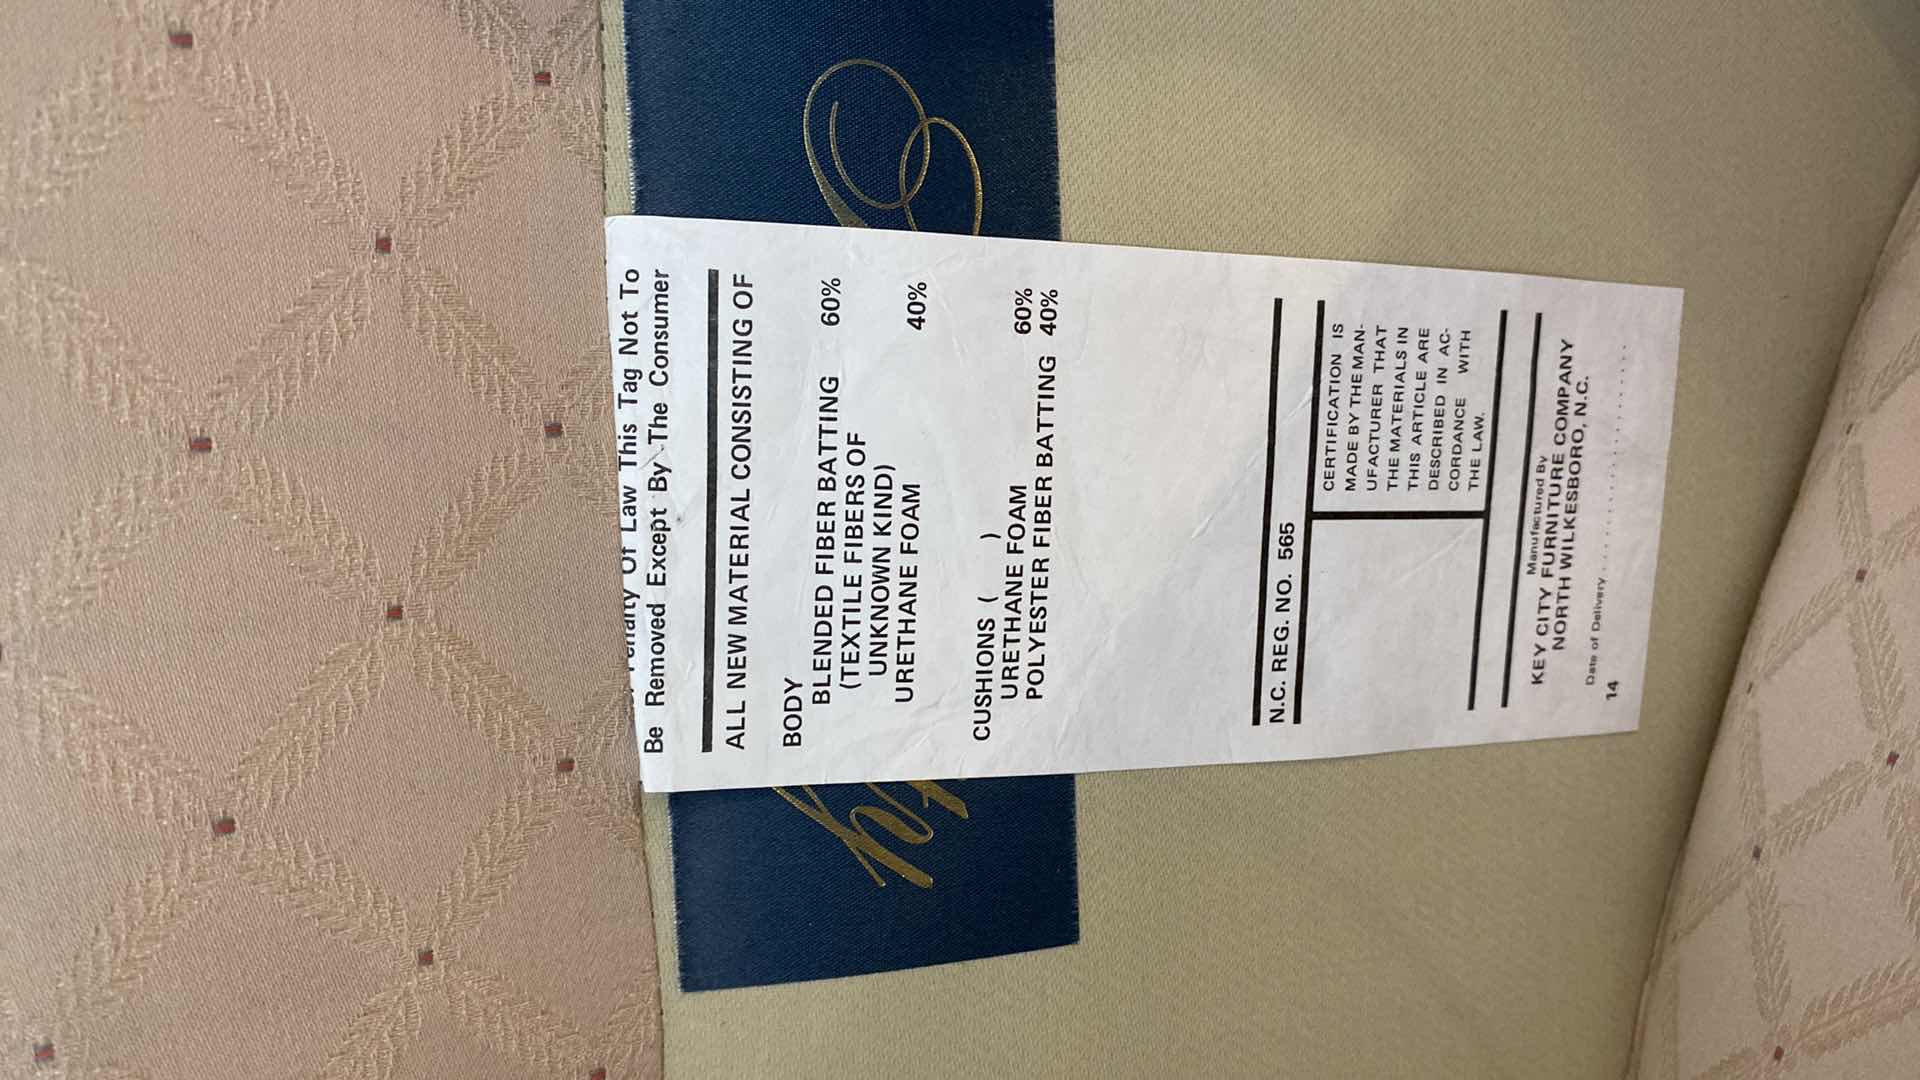 Of Law This Tag Not To
Be Removed Except By The Consumer
ALL NEW MATERIAL CONSISTING OF
BODY
BLENDED FIBER BATTING 60%
(TEXTILE FIBERS OF
UNKNOWN KIND)
URETHANE FOAM 40%
CUSHIONS ( )
URETHANE FOAM 60%
POLYESTER FIBER BATTING 40%
N.C. REG. NO. 565
CERTIFICATION IS
MADE BY THE MAN-
UFACTURER THAT
THE MATERIALS IN
THIS ARTICLE ARE
DESCRIBED IN AC-
CORDANCE WITH
THE LAW.
Manufactured By
KEY CITY FURNITURE COMPANY
NORTH WILKESBORO, N.C.
Date of Delivery
14